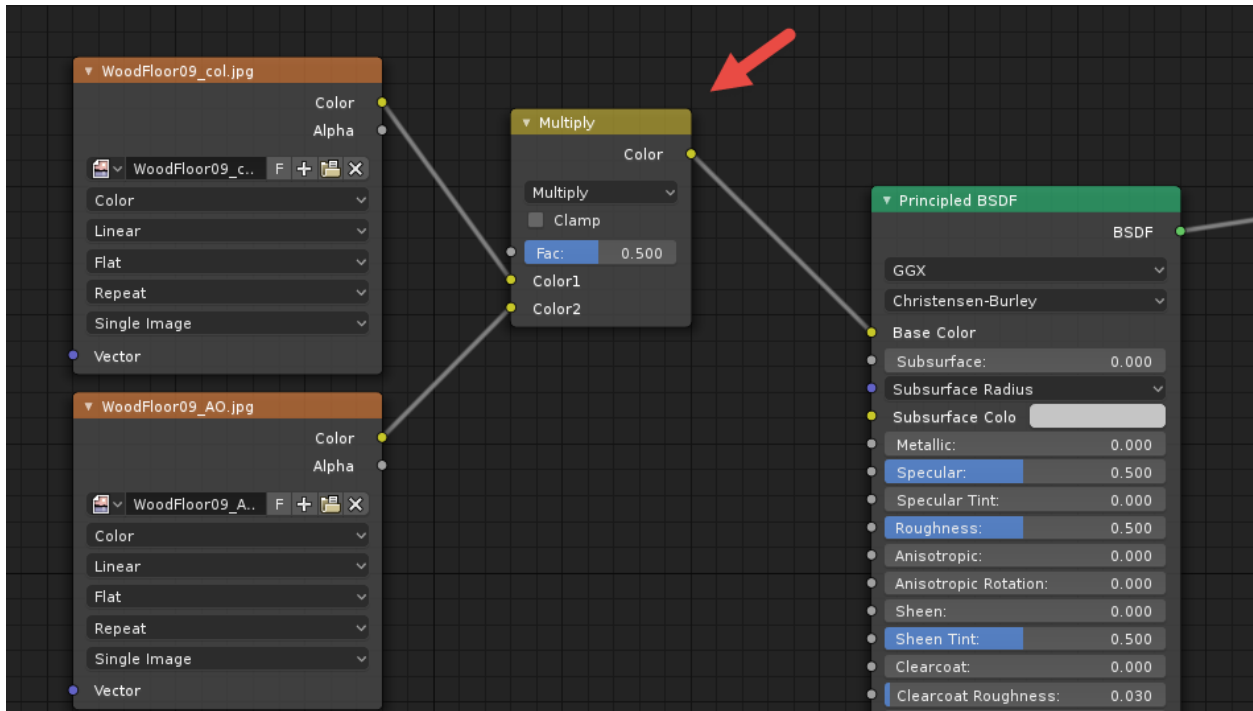 WoodFloor09_col.jpg
Color
Alpha
WoodFloor09_c.. F
Color
Linear
Flat
Repeat
Single Image
Vector
WoodFloor09_AO.jpg
Color
Alpha
WoodFloor09_A.. F
Color
Linear
Flat
Repeat
Single Image
Vector
Multiply
Color
Multiply
Clamp
Fac: 0.500
Color1
Color2
Principled BSDF
BSDF
GGX
Christensen-Burley
Base Color
Subsurface: 0.000
Subsurface Radius
Subsurface Colo
Metallic: 0.000
Specular: 0.500
Specular Tint: 0.000
Roughness: 0.500
Anisotropic: 0.000
Anisotropic Rotation: 0.000
Sheen: 0.000
Sheen Tint: 0.500
Clearcoat: 0.000
Clearcoat Roughness: 0.030